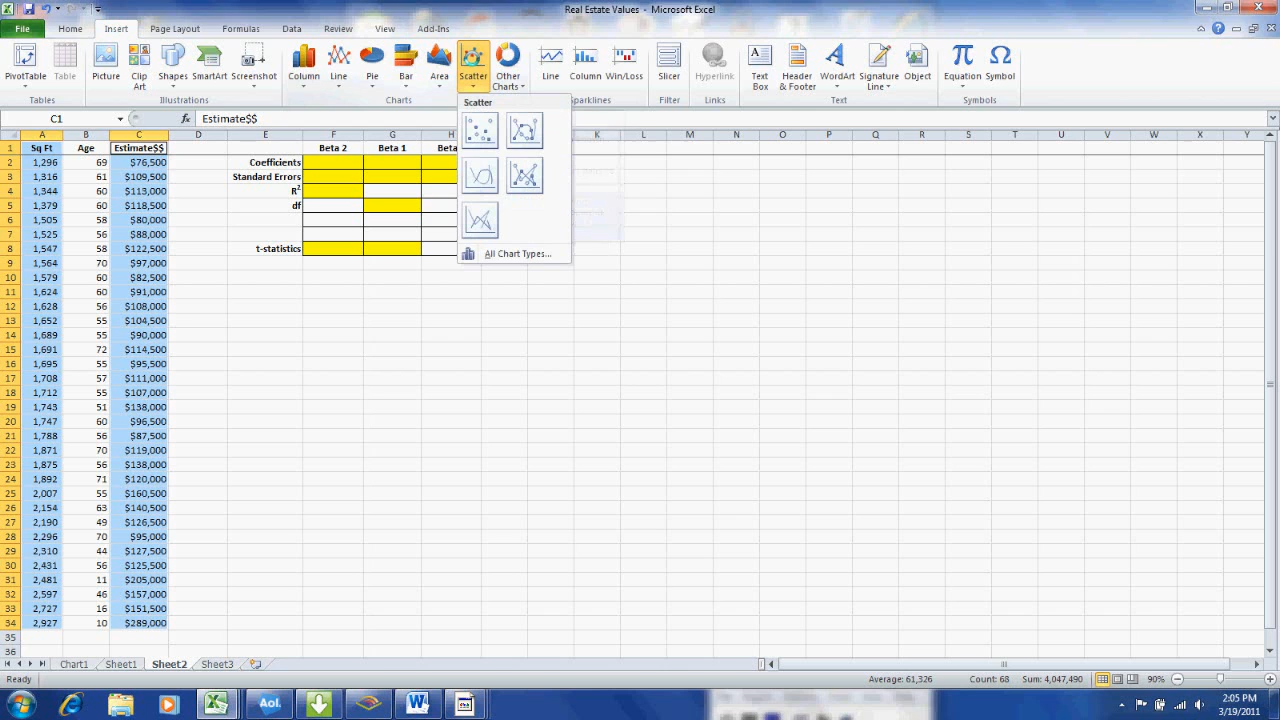 Real Estate Values - Microsoft Excel
File Home Insert Page Layout Formulas Data Review View Add-Ins
PivotTable Table Picture Clip Art Shapes SmartArt Screenshot Column Line Pie Bar Area Scatter Other Charts Line Column Win/Loss Slicer Hyperlink Text Box Header & Footer WordArt Signature Line Object Equation Symbol
Tables Illustrations Charts Sparklines Filter Links Text Symbols
Scatter
All Chart Types...
C1 fx Estimate$$
A B C D E F G H K L M N O P Q R S T U V W X Y
1 Sq Ft Age Estimate$$ Beta 2 Beta 1 Beta
2 1,296 69 $76,500 Coefficients
3 1,316 61 $109,500 Standard Errors
4 1,344 60 $113,000 R²
5 1,379 60 $118,500 df
6 1,505 58 $80,000
7 1,525 56 $88,000
8 1,547 58 $122,500 t-statistics
9 1,564 70 $97,000
10 1,579 60 $82,500
11 1,624 60 $91,000
12 1,628 56 $108,000
13 1,652 55 $104,500
14 1,689 55 $90,000
15 1,691 72 $114,500
16 1,695 55 $95,500
17 1,708 57 $111,000
18 1,712 55 $107,000
19 1,743 51 $138,000
20 1,747 60 $96,500
21 1,788 56 $87,500
22 1,871 70 $119,000
23 1,875 56 $138,000
24 1,892 71 $120,000
25 2,007 55 $160,500
26 2,154 63 $140,500
27 2,190 49 $126,500
28 2,296 70 $95,000
29 2,310 44 $127,500
30 2,431 56 $125,500
31 2,481 11 $205,000
32 2,597 46 $157,000
33 2,727 16 $151,500
34 2,927 10 $289,000
35
36
Chart1 Sheet1 Sheet2 Sheet3
Ready Average: 61,326 Count: 68 Sum: 4,047,490 90%
Aol.
2:05 PM
3/19/2011